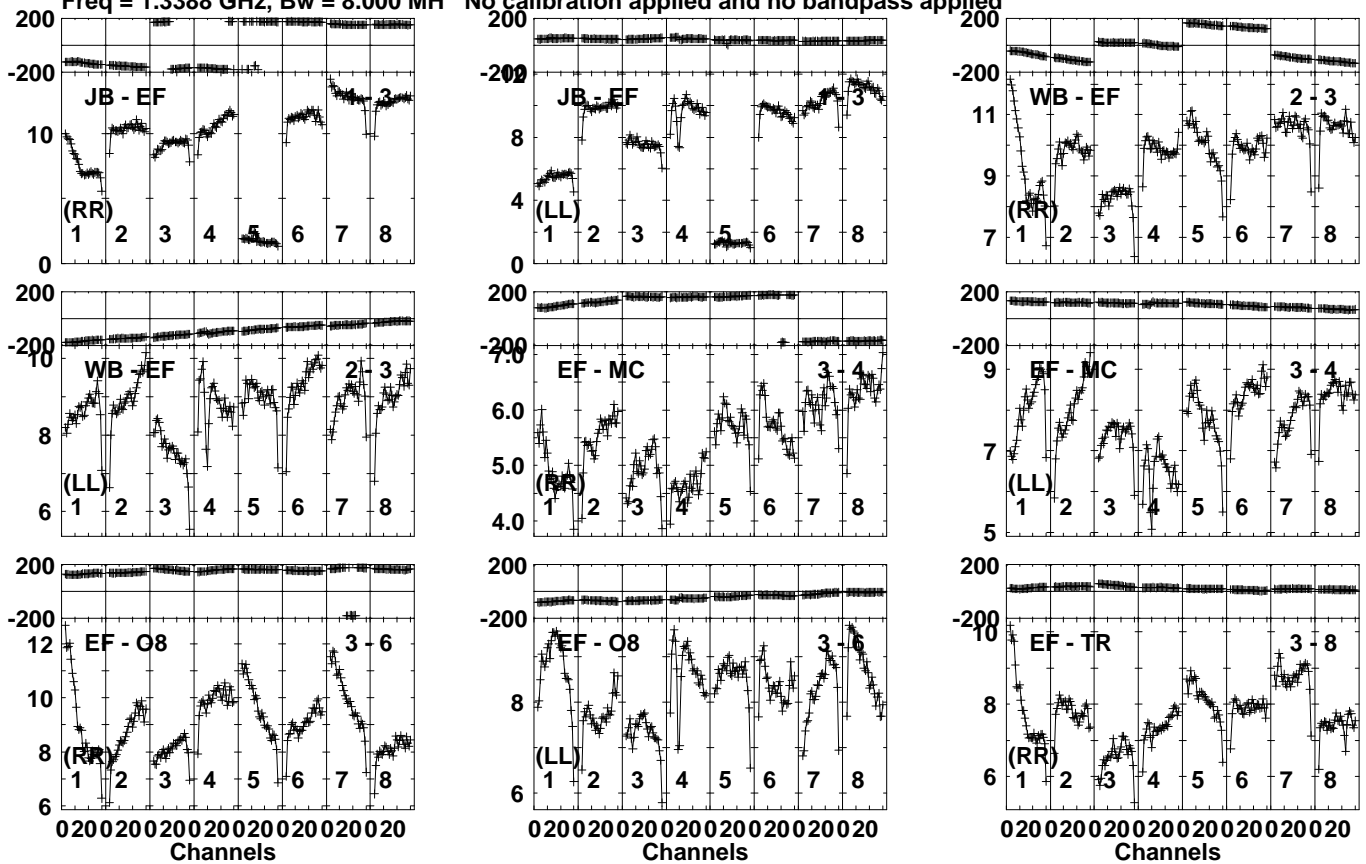 Freq = 1.3388 GHz, Bw = 8.000 MH No calibration applied and no bandpass applied
200
-200
JB - EF 4 - 3
10
(RR)
1 2 3 4 5 6 7 8
0
-200
12
JB - EF 1 - 3
8
4
(LL)
1 2 3 4 5 6 7 8
0
200
-200
WB - EF 2 - 3
11
9
(RR)
7
1 2 3 4 5 6 7 8
200
-200
10
WB - EF 2 - 3
8
(LL)
6
1 2 3 4 5 6 7 8
200
-200
7.0
EF - MC 3 - 4
6.0
5.0
(RR)
4.0
1 2 3 4 5 6 7 8
200
-200
9
EF - MC 3 - 4
7
(LL)
5
1 2 3 4 5 6 7 8
200
-200
12
EF - O8 3 - 6
10
8
(RR)
6
1 2 3 4 5 6 7 8
0 20 0 20 0 20 0 20 0 20 0 20 0 20 0 20
Channels
200
-200
EF - O8 3 - 6
8
(LL)
6
1 2 3 4 5 6 7 8
0 20 0 20 0 20 0 20 0 20 0 20 0 20 0 20
Channels
200
-200
10
EF - TR 3 - 8
8
(RR)
6
1 2 3 4 5 6 7 8
0 20 0 20 0 20 0 20 0 20 0 20 0 20 0 20
Channels